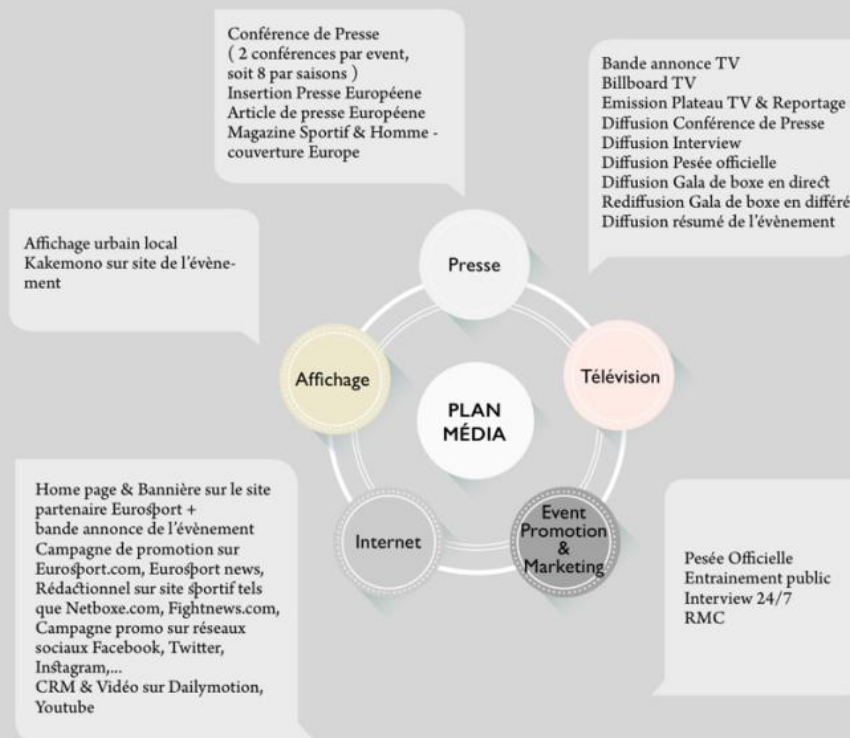 Conférence de Presse
( 2 conférences par event,
soit 8 par saisons )
Insertion Presse Européene
Article de presse Européene
Magazine Sportif & Homme -
couverture Europe
Bande annonce TV
Billboard TV
Emission Plateau TV & Reportage
Diffusion Conférence de Presse
Diffusion Interview
Diffusion Pesée officielle
Diffusion Gala de boxe en direct
Rediffusion Gala de boxe en différé
Diffusion résumé de l'évènement
Affichage urbain local
Kakemono sur site de l'évène-
ment
Presse
Affichage
Télévision
PLAN
MÉDIA
Internet
Event
Promotion
&
Marketing
Home page & Bannière sur le site
partenaire Eurosport +
bande annonce de l'évènement
Campagne de promotion sur
Eurosport.com, Eurosport news,
Rédactionnel sur site sportif tels
que Netboxe.com, Fightnews.com,
Campagne promo sur réseaux
sociaux Facebook, Twitter,
Instagram,...
CRM & Vidéo sur Dailymotion,
Youtube
Pesée Officielle
Entrainement public
Interview 24/7
RMC